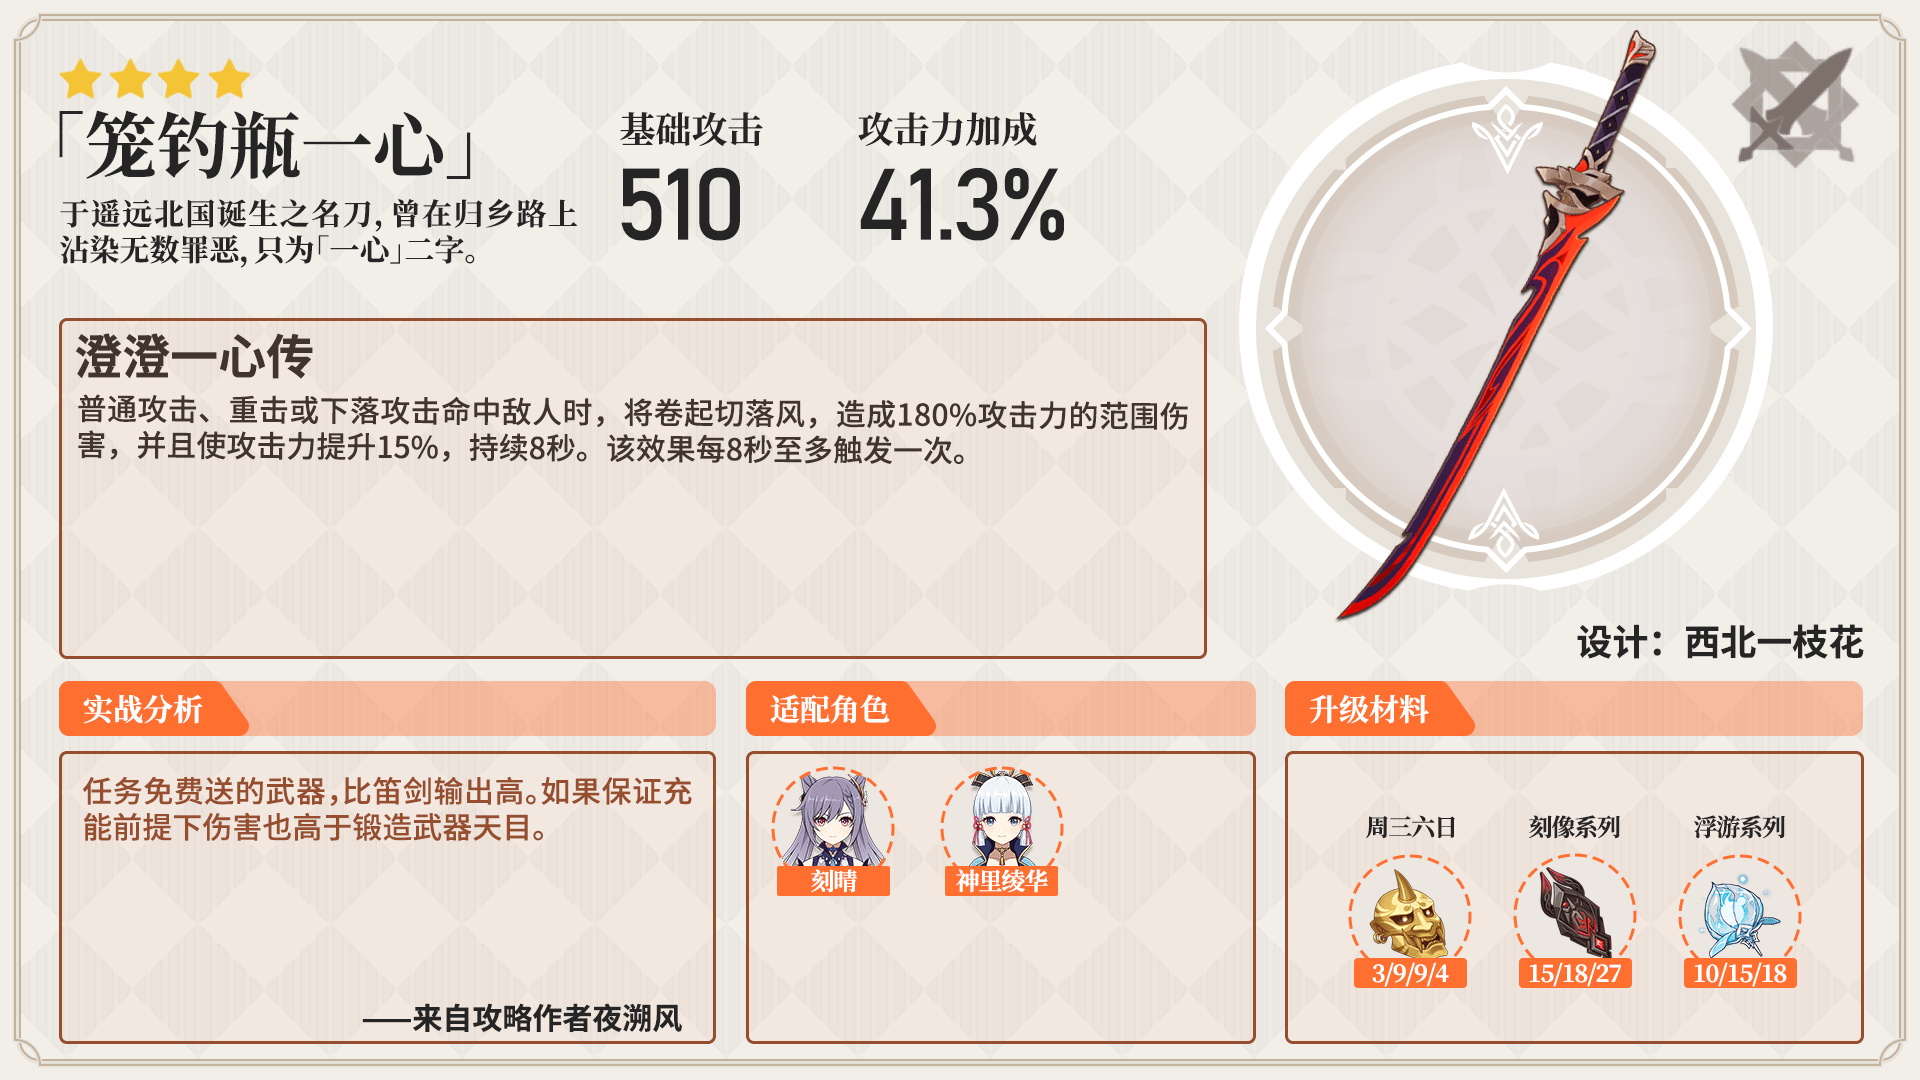 「笼钓瓶一心」
于遥远北国诞生之名刀，曾在归乡路上
沾染无数罪恶，只为「一心」二字。
基础攻击
510
攻击力加成
41.3%
澄澄一心传
普通攻击、重击或下落攻击命中敌人时，将卷起切落风，造成180%攻击力的范围伤
害，并且使攻击力提升15%，持续8秒。该效果每8秒至多触发一次。
设计：西北一枝花
实战分析
任务免费送的武器，比笛剑输出高。如果保证充
能前提下伤害也高于锻造武器天目。
——来自攻略作者夜溯风
适配角色
刻晴
神里绫华
升级材料
周三六日
刻像系列
浮游系列
3/9/9/4
15/18/27
10/15/18